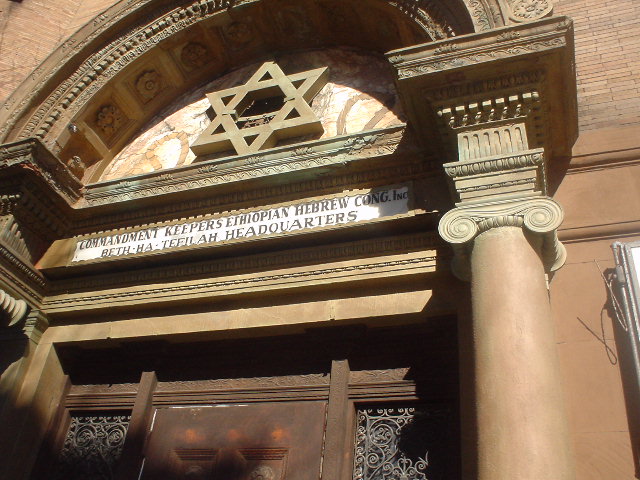 COMMANDMENT KEEPERS ETHIOPIAN HEBREW CONG. INC
BETH-HA-TEFILAH HEADQUARTERS